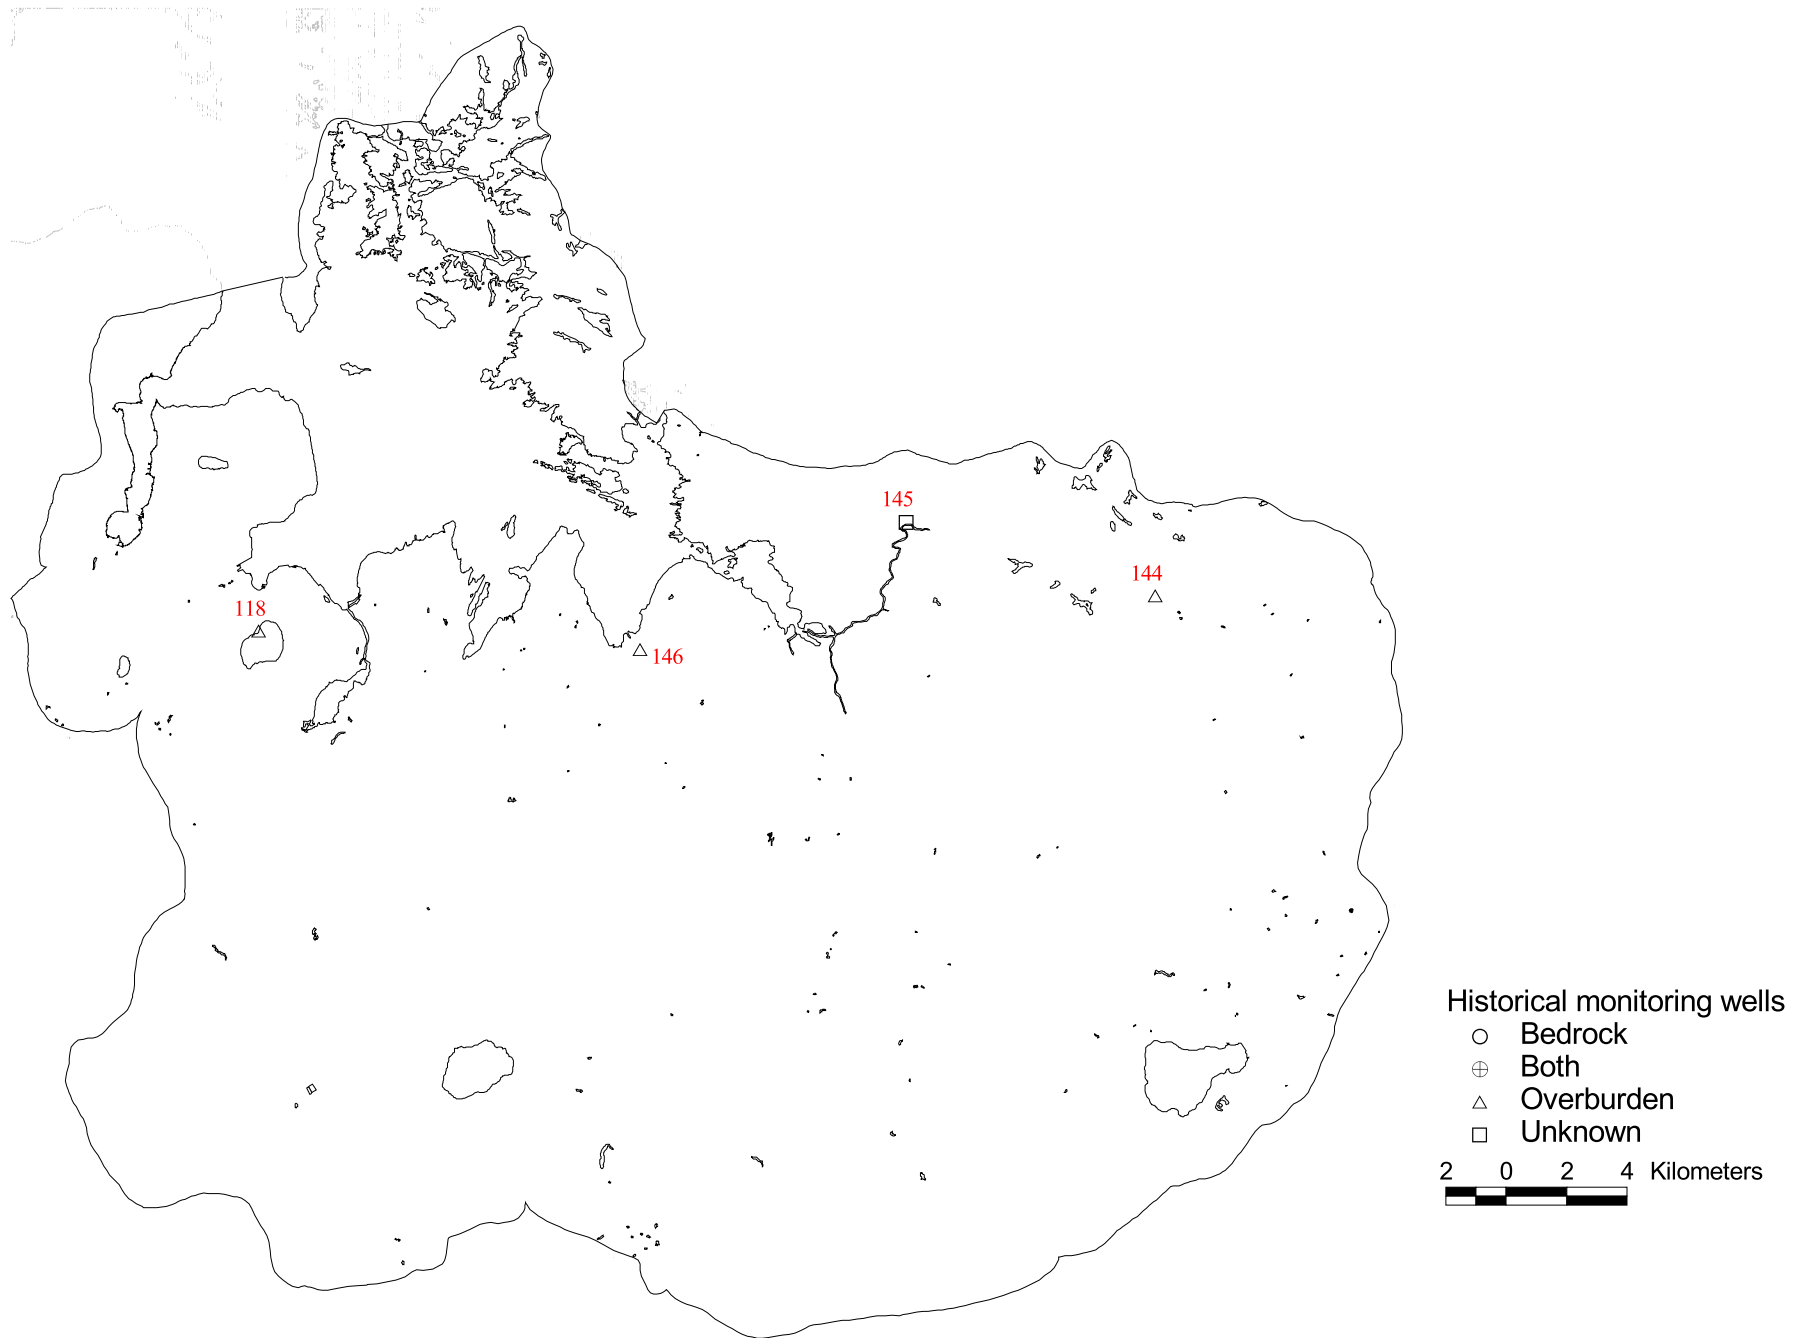 145
144
118
146
Historical monitoring wells
Bedrock
Both
Overburden
Unknown
2 0 2 4 Kilometers